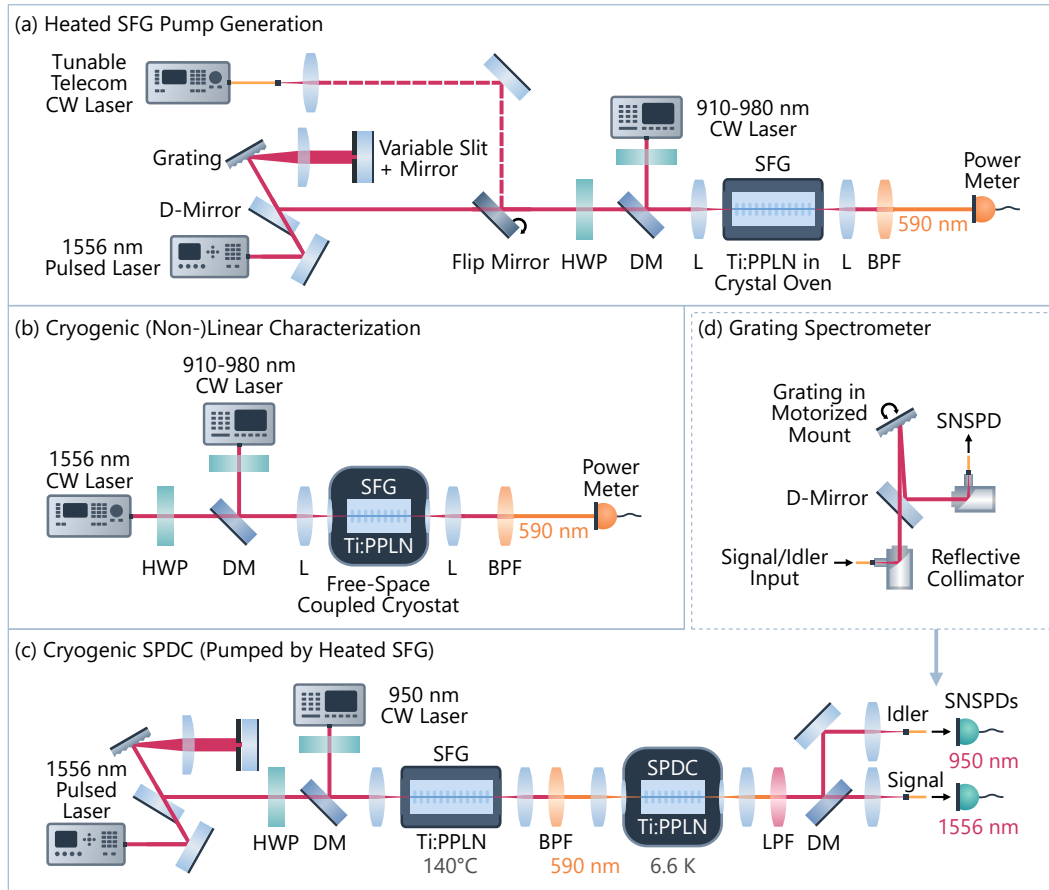 (a) Heated SFG Pump Generation
Tunable
Telecom
CW Laser
910-980 nm
CW Laser
Grating
Variable Slit
+ Mirror
SFG
Power
Meter
D-Mirror
590 nm
1556 nm
Pulsed Laser
Flip Mirror
HWP
DM
L
Ti:PPLN in
Crystal Oven
L
BPF
(b) Cryogenic (Non-)Linear Characterization
910-980 nm
CW Laser
1556 nm
CW Laser
SFG
Ti:PPLN
Power
Meter
590 nm
HWP
DM
L
Free-Space
Coupled Cryostat
L
BPF
(d) Grating Spectrometer
Grating in
Motorized
Mount
SNSPD
D-Mirror
Signal/Idler
Input
Reflective
Collimator
(c) Cryogenic SPDC (Pumped by Heated SFG)
950 nm
CW Laser
1556 nm
Pulsed
Laser
SFG
SPDC
Ti:PPLN
Idler
SNSPDs
950 nm
Signal
1556 nm
HWP
DM
Ti:PPLN
140°C
BPF
590 nm
6.6 K
LPF
DM